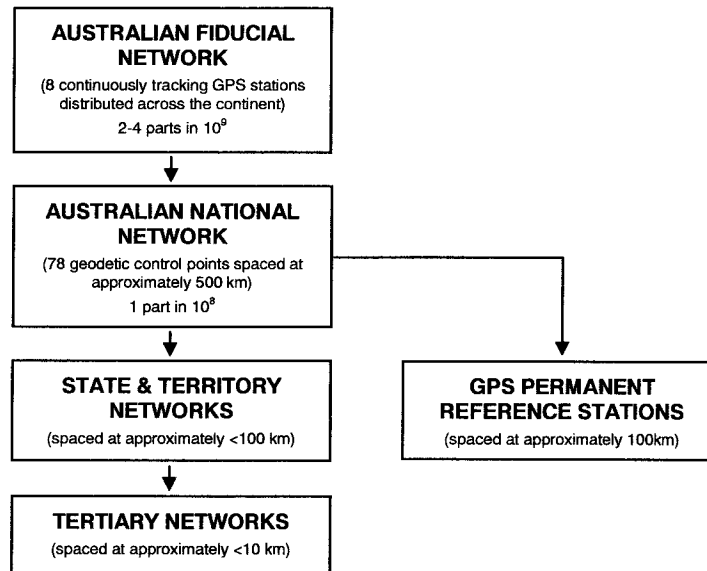 AUSTRALIAN FIDUCIAL
NETWORK
(8 continuously tracking GPS stations
distributed across the continent)
2-4 parts in 10⁹
AUSTRALIAN NATIONAL
NETWORK
(78 geodetic control points spaced at
approximately 500 km)
1 part in 10⁸
STATE & TERRITORY
NETWORKS
(spaced at approximately <100 km)
GPS PERMANENT
REFERENCE STATIONS
(spaced at approximately 100km)
TERTIARY NETWORKS
(spaced at approximately <10 km)